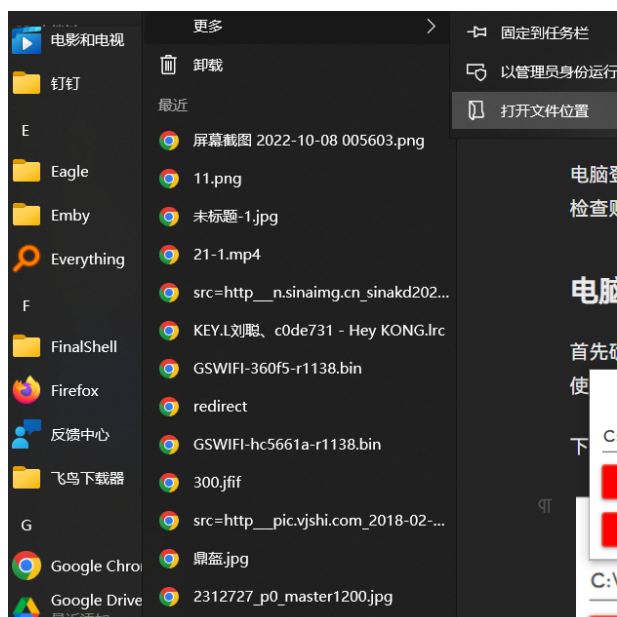 电影和电视
钉钉
E
Eagle
Emby
Everything
F
FinalShell
Firefox
反馈中心
飞鸟下载器
G
Google Chro
Google Drive
最近添加
更多
卸载
最近
屏幕截图 2022-10-08 005603.png
11.png
未标题-1.jpg
21-1.mp4
src=http__n.sinaimg.cn_sinakd202...
KEY.L刘聪、c0de731 - Hey KONG.lrc
GSWIFI-360f5-r1138.bin
redirect
GSWIFI-hc5661a-r1138.bin
300.jfif
src=http__pic.vjshi.com_2018-02-...
鼎盔.jpg
2312727_p0_master1200.jpg
固定到任务栏
以管理员身份运行
打开文件位置
电脑
检查
电脑
首先
使
下
C:
C:\